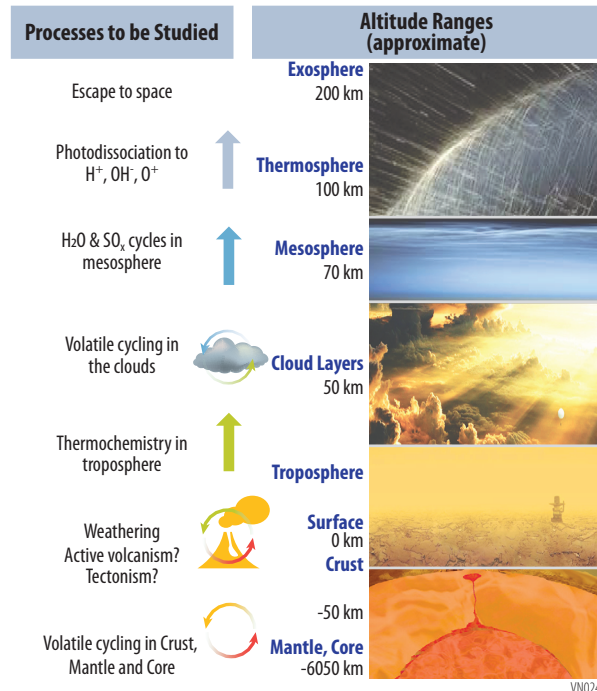 Processes to be Studied
Altitude Ranges
(approximate)
Escape to space
Exosphere
200 km
Photodissociation to
H⁺, OH⁻, O⁺
Thermosphere
100 km
H₂O & SOₓ cycles in
mesosphere
Mesosphere
70 km
Volatile cycling in
the clouds
Cloud Layers
50 km
Thermochemistry in
troposphere
Troposphere
Weathering
Active volcanism?
Tectonism?
Surface
0 km
Crust
-50 km
Volatile cycling in Crust,
Mantle and Core
Mantle, Core
-6050 km